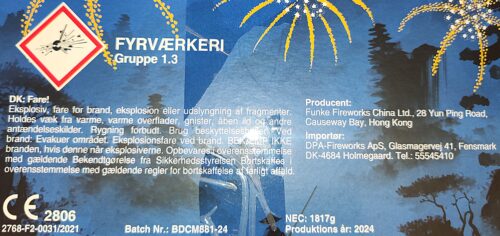 FYRVÆRKERI
Gruppe 1.3
DK: Fare!
Eksplosiv, fare for brand, eksplosion eller udslyngning af fragmenter.
Holdes væk fra varme, varme overflader, gnister, åben ild og andre
antændelseskilder. Rygning forbudt. Brug beskyttelsesbriller. Ved
brand: Evakuer området. Eksplosionsfare ved brand. BEKÆMP IKKE
branden, hvis denne når eksplosiverne. Opbevares i overensstemmelse
med gældende Bekendtgørelse fra Sikkerhedsstyrelsen Bortskaffes i
overensstemmelse med gældende regler for bortskaffelse af farligt affald.
Producent:
Funke Fireworks China Ltd., 28 Yun Ping Road,
Causeway Bay, Hong Kong
Importør:
DPA-Fireworks ApS, Glasmagervej 41, Fensmark
DK-4684 Holmegaard. Tel.: 55545410
CE 2806
2768-F2-0031/2021
Batch Nr.: BDCM881-24
NEC: 1817g
Produktions år: 2024